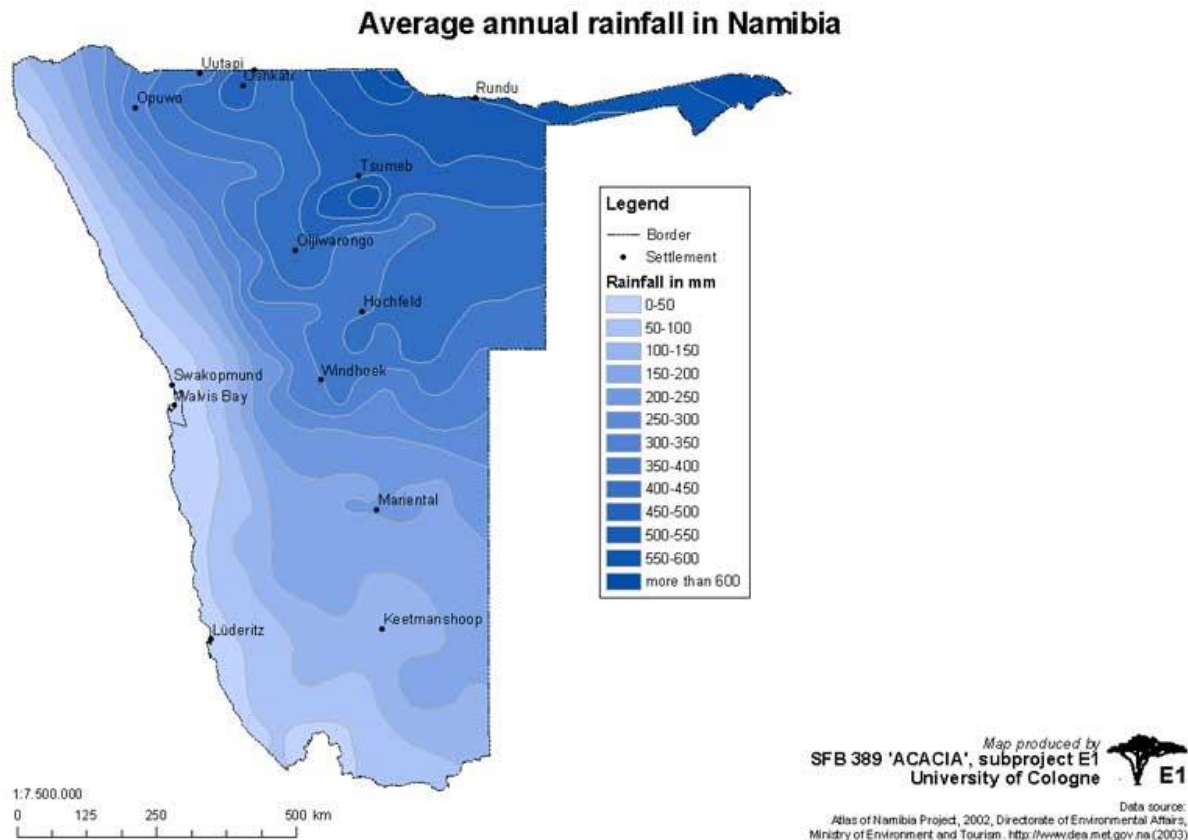 Average annual rainfall in Namibia
Uutapi
Oshkati
Rundu
Opuwo
Tsumeb
Otjiwarongo
Hochfeld
Windhoek
Swakopmund
Walvis Bay
Mariental
Keetmanshoop
Lüderitz
Legend
Border
Settlement
Rainfall in mm
0-50
50-100
100-150
150-200
200-250
250-300
300-350
350-400
400-450
450-500
500-550
550-600
more than 600
Map produced by
SFB 389 'ACACIA', subproject E1
University of Cologne
E1
1:7.500.000
0 125 250 500 km
Data source:
Atlas of Namibia Project, 2002, Directorate of Environmental Affairs,
Ministry of Environment and Tourism. http://www.dea.met.gov.na (2003)